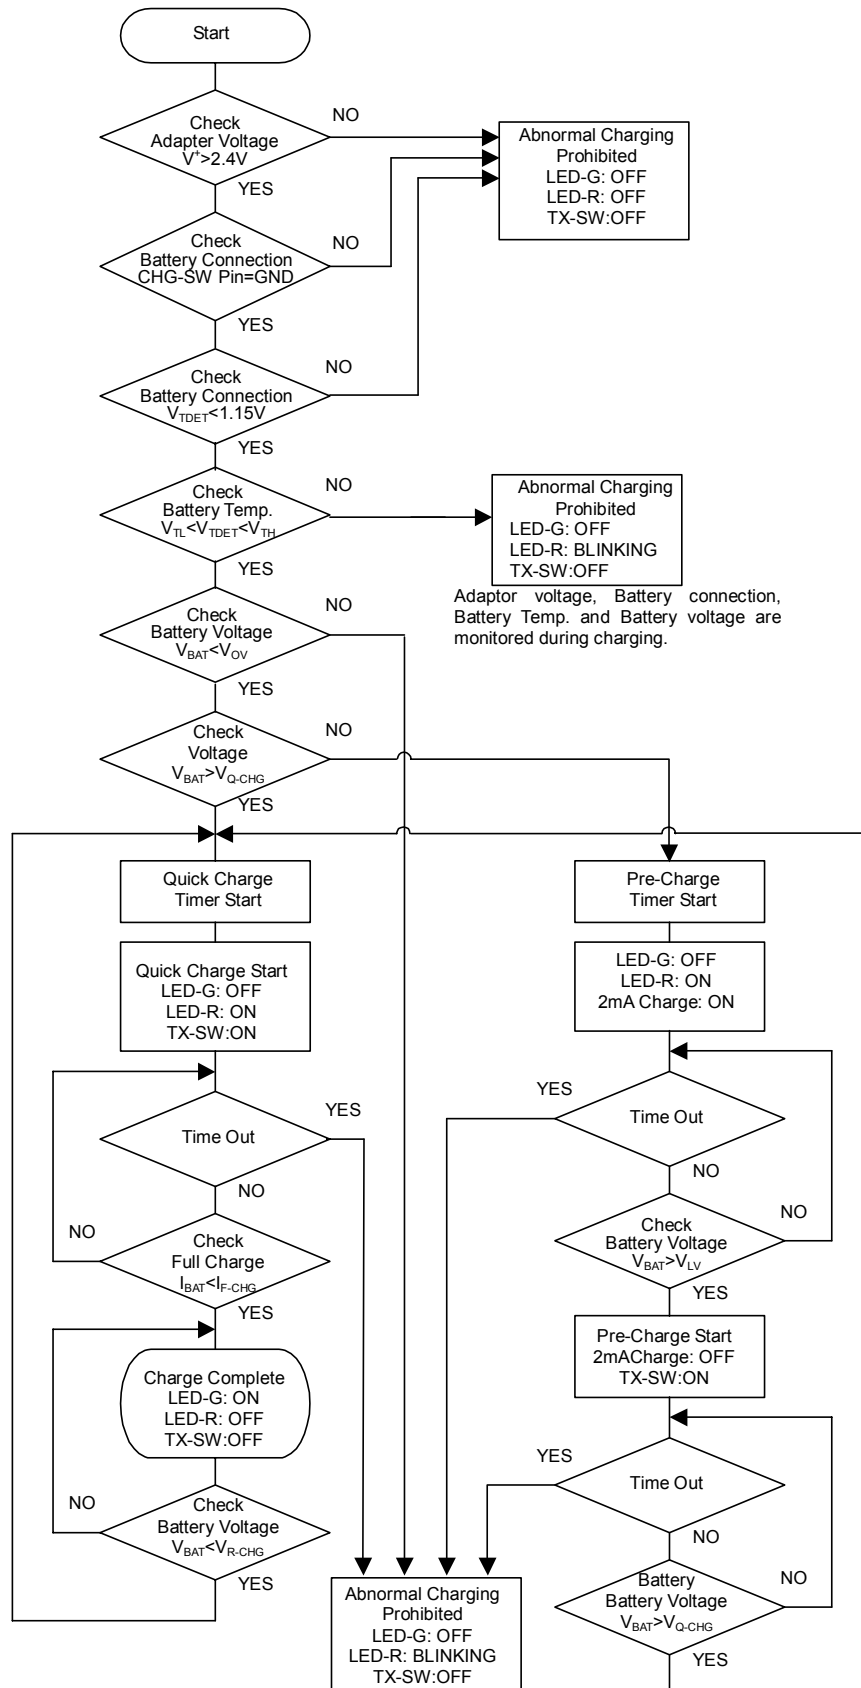 Start
Check
Adapter Voltage
V+>2.4V
NO
YES
Abnormal Charging
Prohibited
LED-G: OFF
LED-R: OFF
TX-SW:OFF
Check
Battery Connection
CHG-SW Pin=GND
NO
YES
Check
Battery Connection
VTDET<1.15V
NO
YES
Check
Battery Temp.
VTL<VTDET<VTH
NO
YES
Abnormal Charging
Prohibited
LED-G: OFF
LED-R: BLINKING
TX-SW:OFF
Adaptor voltage, Battery connection,
Battery Temp. and Battery voltage are
monitored during charging.
Check
Battery Voltage
VBAT<VOV
NO
YES
Check
Voltage
VBAT>VQ-CHG
NO
YES
Quick Charge
Timer Start
Quick Charge Start
LED-G: OFF
LED-R: ON
TX-SW:ON
Time Out
YES
NO
Check
Full Charge
IBAT<IF-CHG
NO
YES
Charge Complete
LED-G: ON
LED-R: OFF
TX-SW:OFF
Check
Battery Voltage
VBAT<VR-CHG
NO
YES
Pre-Charge
Timer Start
LED-G: OFF
LED-R: ON
2mA Charge: ON
YES
Time Out
NO
Check
Battery Voltage
VBAT>VLV
NO
YES
Pre-Charge Start
2mACharge: OFF
TX-SW:ON
YES
Time Out
NO
Battery
Battery Voltage
VBAT>VQ-CHG
NO
YES
Abnormal Charging
Prohibited
LED-G: OFF
LED-R: BLINKING
TX-SW:OFF